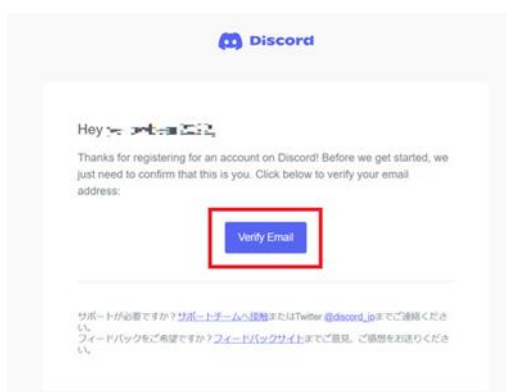 Discord
Hey
Thanks for registering for an account on Discord! Before we get started, we
just need to confirm that this is you. Click below to verify your email
address:
Verify Email
サポートが必要ですか？サポートチームへ接触またはTwitter @discord_jpまでご連絡くださ
い。
フィードバックをご希望ですか？フィードバックサイトまでご意見、ご感想をお送りくださ
い。